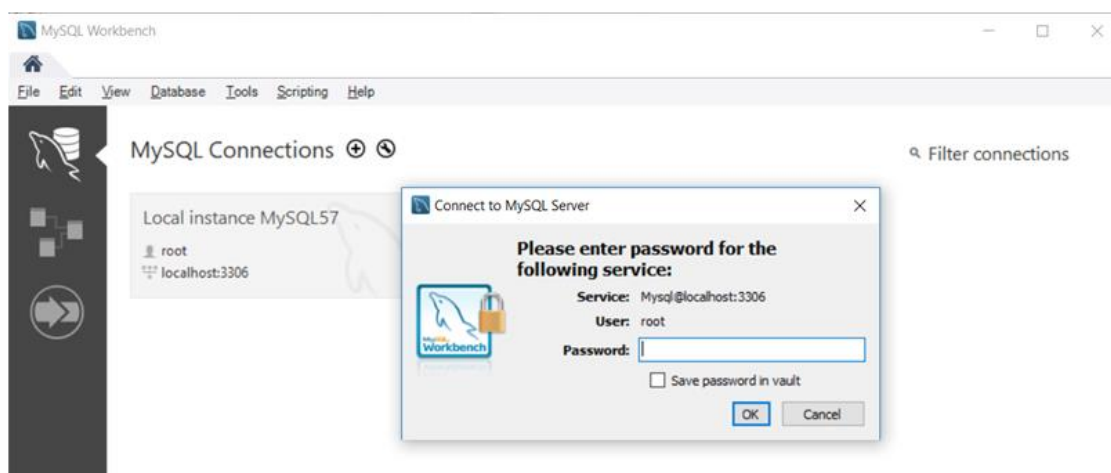 MySQL Workbench
File Edit View Database Tools Scripting Help
MySQL Connections
Filter connections
Local instance MySQL57
root
localhost:3306
Connect to MySQL Server
Please enter password for the
following service:
Service: Mysql@localhost:3306
User: root
Password:
Save password in vault
OK Cancel
Workbench